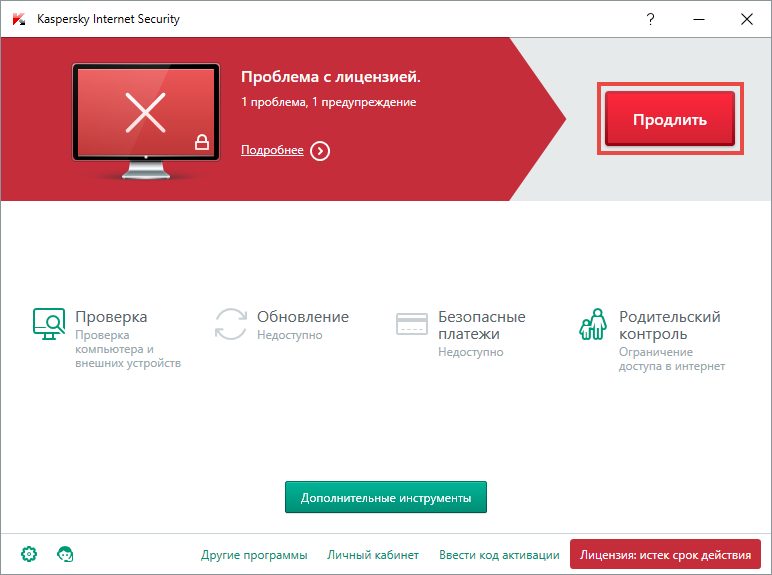 Kaspersky Internet Security
?
Проблема с лицензией.
1 проблема, 1 предупреждение
Подробнее
Продлить
Проверка
Проверка
компьютера и
внешних устройств
Обновление
Недоступно
Безопасные
платежи
Недоступно
Родительский
контроль
Ограничение
доступа в интернет
Дополнительные инструменты
Другие программы
Личный кабинет
Ввести код активации
Лицензия: истек срок действия